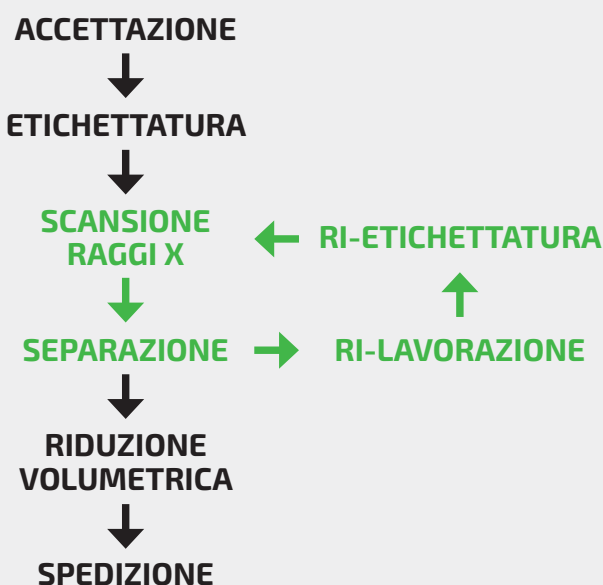 ACCETTAZIONE
ETICHETTATURA
SCANSIONE
RAGGI X
RI-ETICHETTATURA
SEPARAZIONE
RI-LAVORAZIONE
RIDUZIONE
VOLUMETRICA
SPEDIZIONE